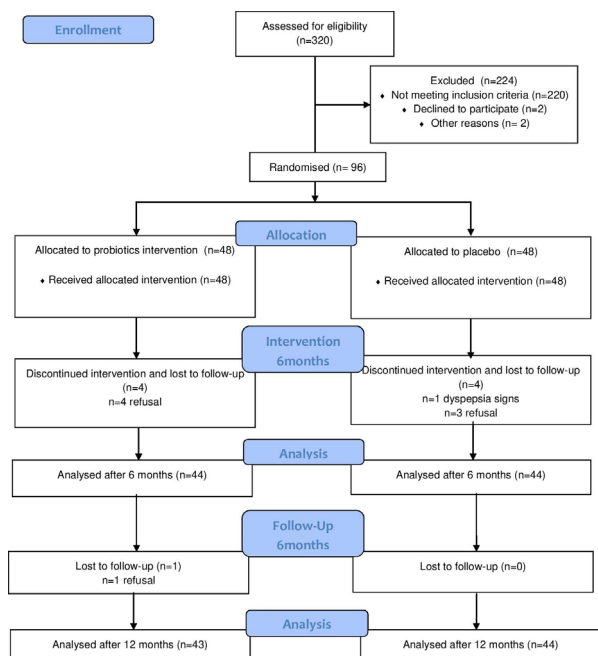 Enrollment
Assessed for eligibility
(n=320)
Excluded (n=224)
♦ Not meeting inclusion criteria (n=220)
♦ Declined to participate (n=2)
♦ Other reasons (n= 2)
Randomised (n= 96)
Allocation
Allocated to probiotics intervention (n=48)
♦ Received allocated intervention (n=48)
Allocated to placebo (n=48)
♦ Received allocated intervention (n=48)
Intervention
6months
Discontinued intervention and lost to follow-up
(n=4)
n=4 refusal
Discontinued intervention and lost to follow-up
(n=4)
n=1 dyspepsia signs
n=3 refusal
Analysis
Analysed after 6 months (n=44)
Analysed after 6 months (n=44)
Follow-Up
6months
Lost to follow-up (n=1)
n=1 refusal
Lost to follow-up (n=0)
Analysis
Analysed after 12 months (n=43)
Analysed after 12 months (n=44)